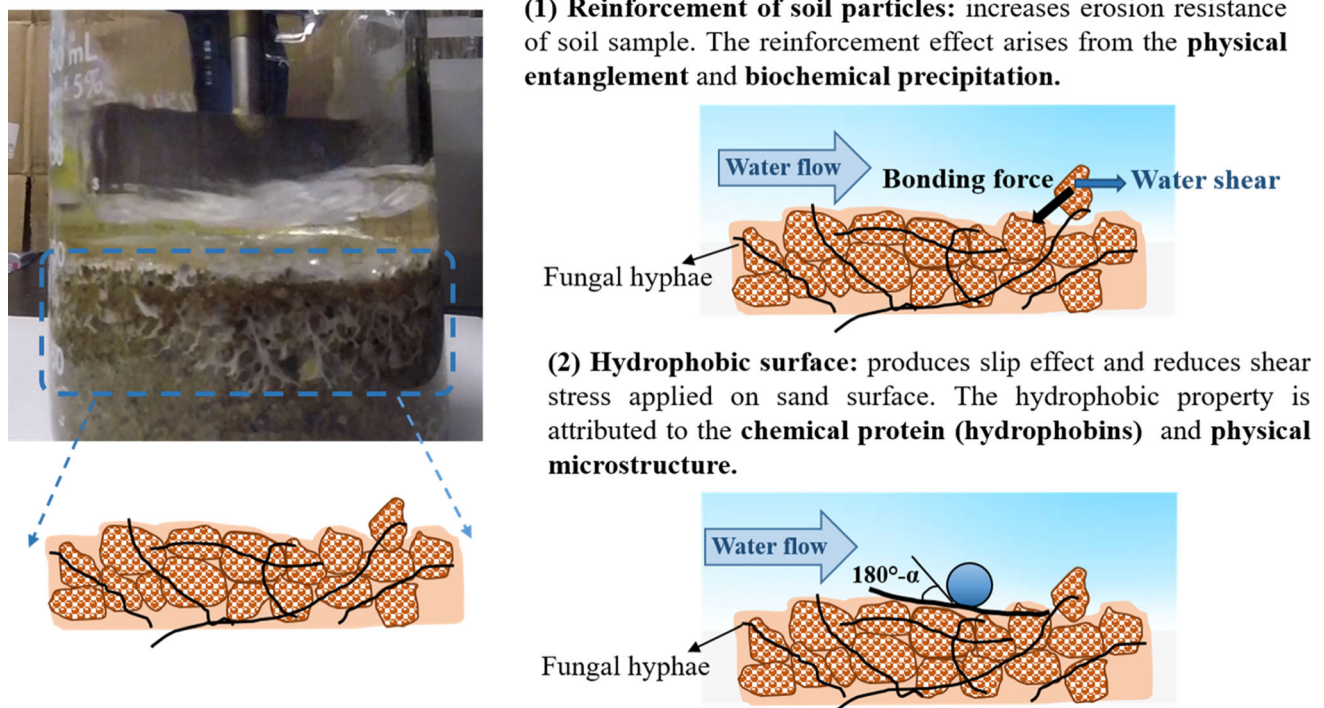 (1) Reinforcement of soil particles: increases erosion resistance
of soil sample. The reinforcement effect arises from the physical
entanglement and biochemical precipitation.
mL
5%
Water flow
Bonding force
Water shear
Fungal hyphae
(2) Hydrophobic surface: produces slip effect and reduces shear
stress applied on sand surface. The hydrophobic property is
attributed to the chemical protein (hydrophobins) and physical
microstructure.
Water flow
180°-α
Fungal hyphae